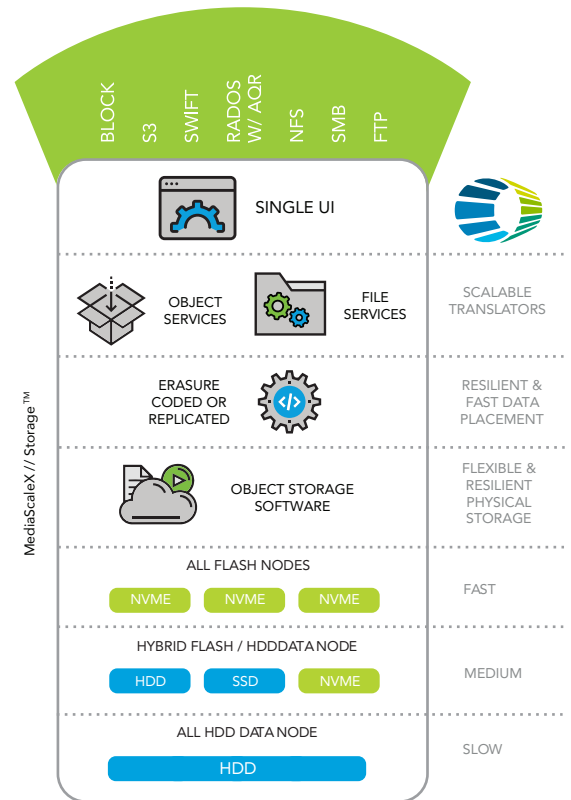 BLOCK
S3
SWIFT
RADOS
W/ AQR
NFS
SMB
FTP
SINGLE UI
OBJECT
SERVICES
FILE
SERVICES
SCALABLE
TRANSLATORS
ERASURE
CODED OR
REPLICATED
</>
RESILIENT &
FAST DATA
PLACEMENT
MediaScaleX // Storage™
OBJECT STORAGE
SOFTWARE
FLEXIBLE &
RESILIENT
PHYSICAL
STORAGE
ALL FLASH NODES
NVME NVME NVME
FAST
HYBRID FLASH / HDDDATA NODE
HDD SSD NVME
MEDIUM
ALL HDD DATA NODE
HDD
SLOW